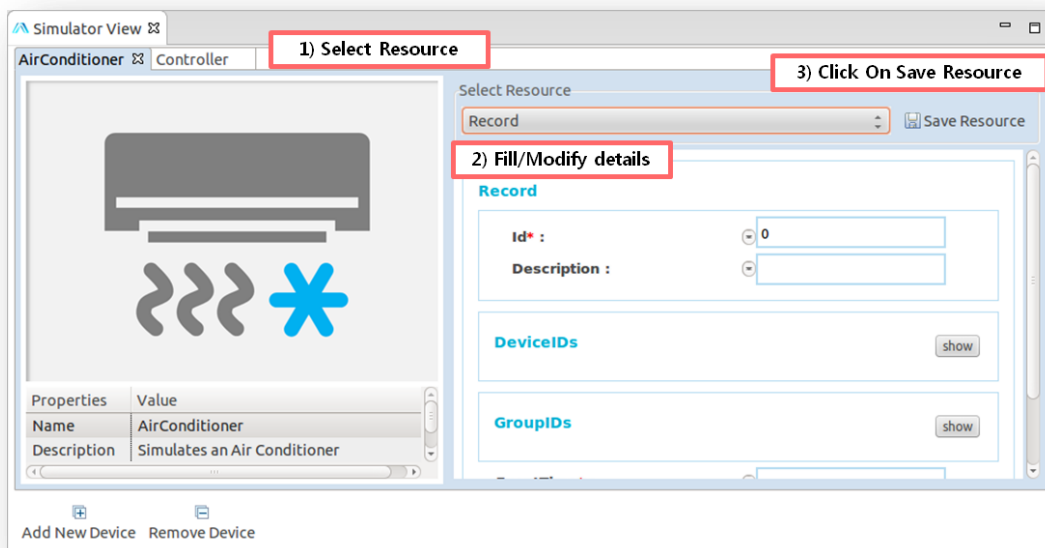 Simulator View
1) Select Resource
AirConditioner
Controller
3) Click On Save Resource
Select Resource
Record
Save Resource
2) Fill/Modify details
Record
Id* :
0
Description :
DeviceIDs
show
GroupIDs
show
Properties
Value
Name
AirConditioner
Description
Simulates an Air Conditioner
Add New Device
Remove Device